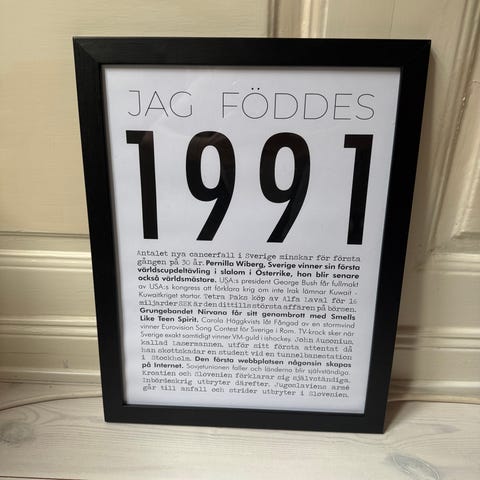 JAG FÖDDES
1991
Antalet nya cancerfall i Sverige minskar för första
gången på 30 år. Pernilla Wiberg, Sverige vinner sin första
världscupdeltävling i slalom i Österrike, hon blir senare
också världsmästare. USA:s president George Bush får fullmakt
av USA:s kongress att förklara krig om inte Irak lämnar Kuwait -
Kuwaitkriget startar. Tetra Paks köp av Alfa Laval för 16
miljarder SEK är den dittills största affären på börsen.
Grungebandet Nirvana får sitt genombrott med Smells
Like Teen Spirit. Carola Häggkvists låt Fångad av en stormvind
vinner Eurovision Song Contest för Sverige i Rom. TV-krock sker när
Sverige exakt samtidigt vinner VM-guld i ishockey. John Ausonius,
kallad Lasermannen, utför sitt första attentat då
han skottskadar en student vid en tunnelbanestation
i Stockholm. Den första webbplatsen någonsin skapas
på Internet. Sovjetunionen faller och länderna blir självständiga.
Kroatien och Slovenien förklarar sig självständiga.
Inbördeskrig utbryter därefter. Jugoslaviens armé
går till anfall och strider utbryter i Slovenien.